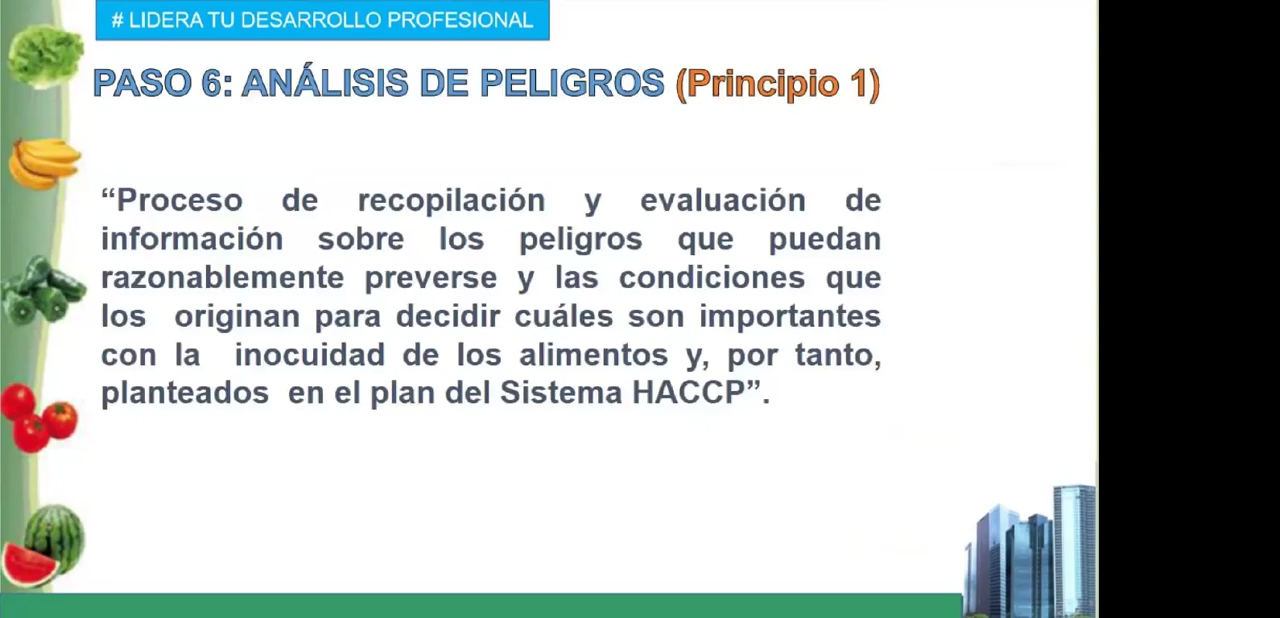 # LIDERA TU DESARROLLO PROFESIONAL
PASO 6: ANÁLISIS DE PELIGROS (Principio 1)
“Proceso de recopilación y evaluación de
información sobre los peligros que puedan
razonablemente preverse y las condiciones que
los originan para decidir cuáles son importantes
con la inocuidad de los alimentos y, por tanto,
planteados en el plan del Sistema HACCP”.